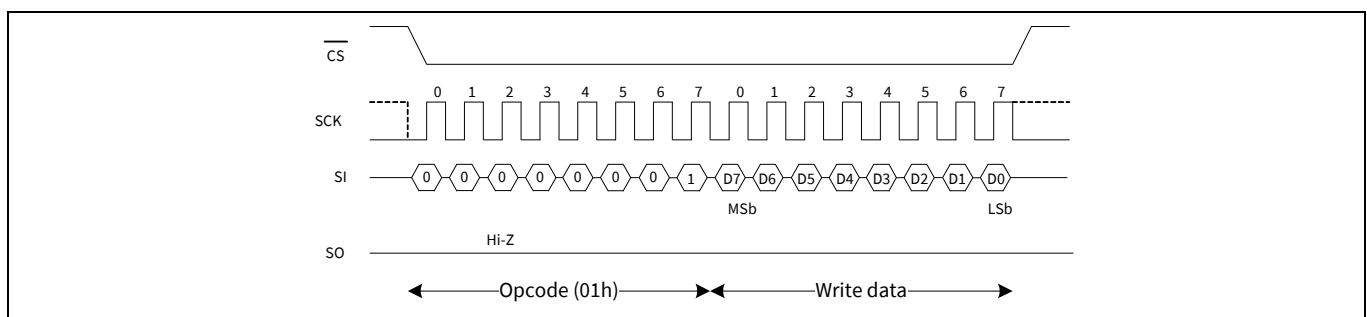 CS
0 1 2 3 4 5 6 7 0 1 2 3 4 5 6 7
SCK
SI 0 0 0 0 0 0 0 1 D7 D6 D5 D4 D3 D2 D1 D0
MSb LSb
Hi-Z
SO
Opcode (01h) Write data